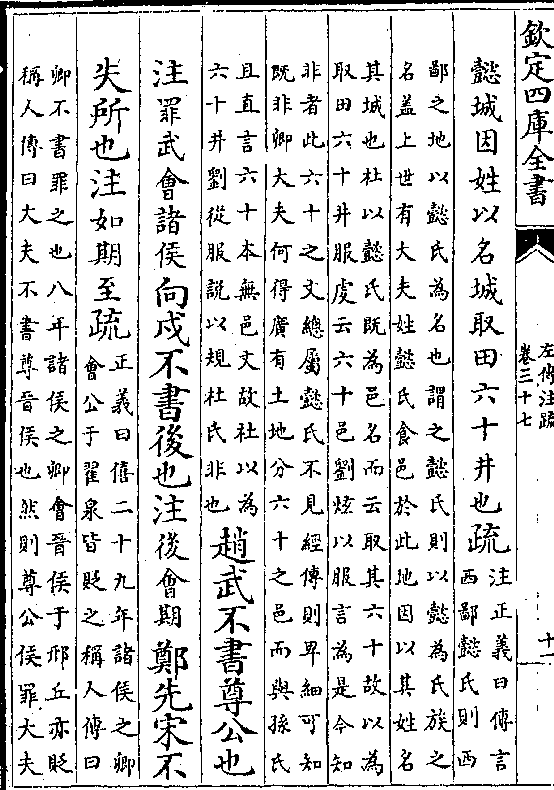 欽定四庫全書
左傳注疏
卷三十七
十一
懿城因姓以名城取田六十井也疏
注正義曰傳言
西鄙懿氏則西
鄙之地以懿氏為名也謂之懿氏則以懿為氏族之
名盖上世有大夫姓懿氏食邑於此地因以其姓名
其城也杜以懿氏既為邑名而云取其六十故以為
取田六十井服虔云六十邑劉炫以服言為是今知
非者此六十之文總屬懿氏不見經傳則卑細可知
既非卿大夫何得廣有土地分六十之邑而與孫氏
且直言六十本無邑文故杜以為
六十井劉從服說以規杜氏非也
趙武不書尊公也
注罪武會諸侯向戌不書後也注後會期鄭先宋不
失所也注如期至疏
正義曰僖二十九年諸侯之卿
會公于翟泉皆貶之稱人傳曰
卿不書罪之也八年諸侯之卿會晉侯于邢丘亦貶
稱人傳曰大夫不書尊晉侯也然則尊公侯罪大夫